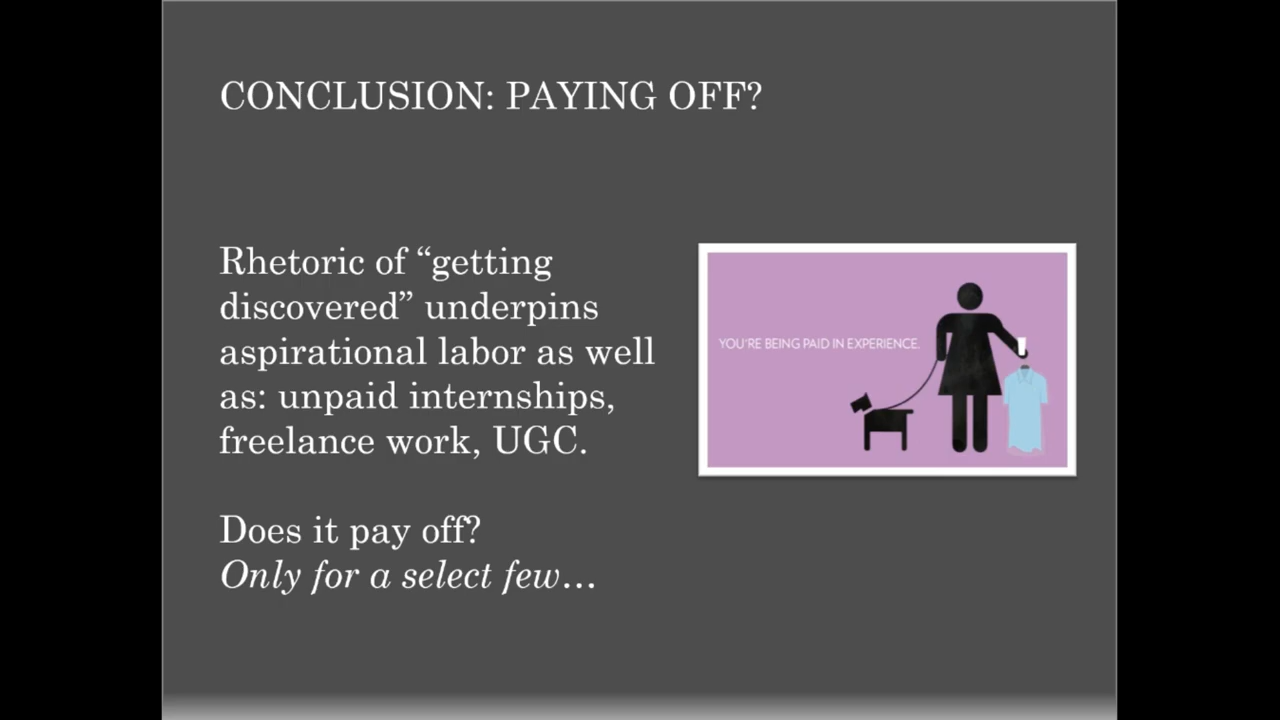 CONCLUSION: PAYING OFF?
Rhetoric of “getting
discovered” underpins
aspirational labor as well
as: unpaid internships,
freelance work, UGC.
Does it pay off?
Only for a select few…
YOU'RE BEING PAID IN EXPERIENCE.